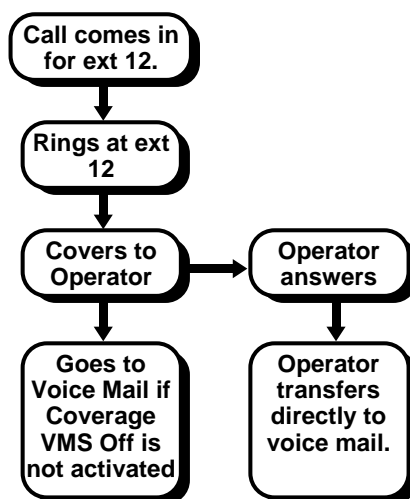 Call comes in
for ext 12.
Rings at ext
12
Covers to
Operator
Operator
answers
Goes to
Voice Mail if
Coverage
VMS Off is
not activated
Operator
transfers
directly to
voice mail.